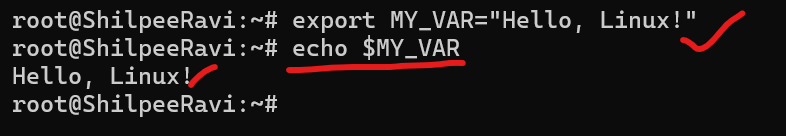 root@ShilpeeRavi:~# export MY_VAR="Hello, Linux!"
root@ShilpeeRavi:~# echo $MY_VAR
Hello, Linux!
root@ShilpeeRavi:~#